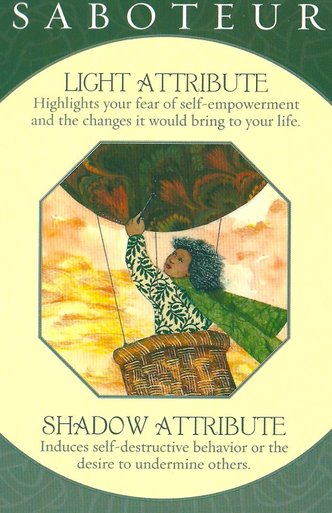 SABOTEUR
LIGHT ATTRIBUTE
Highlights your fear of self-empowerment
and the changes it would bring to your life.
SHADOW ATTRIBUTE
Induces self-destructive behavior or the
desire to undermine others.